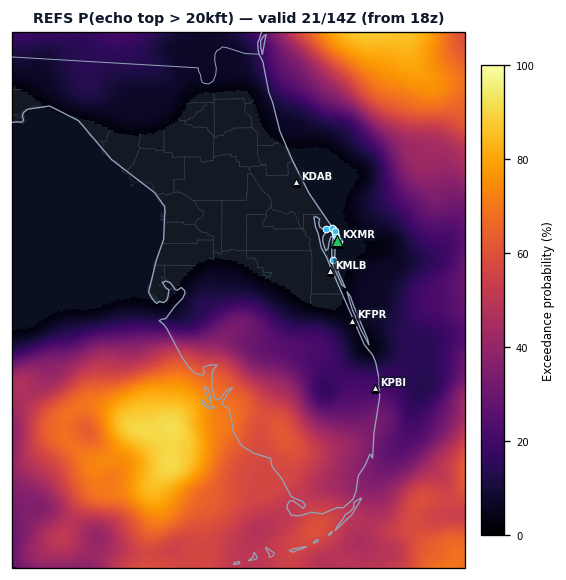 REFS P(echo top > 20kft) — valid 21/14Z (from 18z)
KDAB
KXMR
KMLB
KFPR
KPBI
100
80
60
40
20
0
Exceedance probability (%)